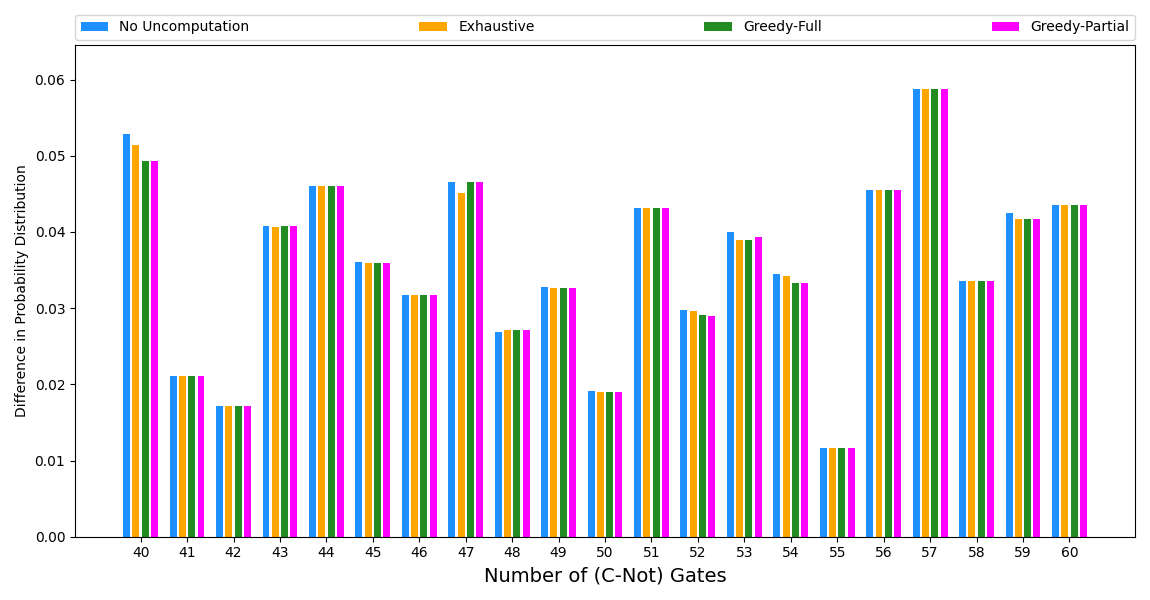 No Uncomputation Exhaustive Greedy-Full Greedy-Partial
0.06
0.05
0.04
0.03
0.02
0.01
0.00
Difference in Probability Distribution
40 41 42 43 44 45 46 47 48 49 50 51 52 53 54 55 56 57 58 59 60
Number of (C-Not) Gates